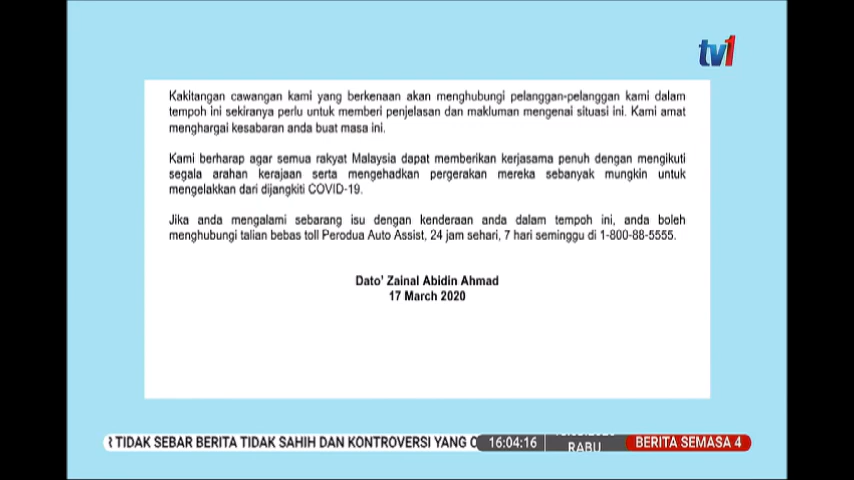 tv1
Kakitangan cawangan kami yang berkenaan akan menghubungi pelanggan-pelanggan kami dalam
tempoh ini sekiranya perlu untuk memberi penjelasan dan makluman mengenai situasi ini. Kami amat
menghargai kesabaran anda buat masa ini.
Kami berharap agar semua rakyat Malaysia dapat memberikan kerjasama penuh dengan mengikuti
segala arahan kerajaan serta mengehadkan pergerakan mereka sebanyak mungkin untuk
mengelakkan dari dijangkiti COVID-19.
Jika anda mengalami sebarang isu dengan kenderaan anda dalam tempoh ini, anda boleh
menghubungi talian bebas toll Perodua Auto Assist, 24 jam sehari, 7 hari seminggu di 1-800-88-5555.
Dato' Zainal Abidin Ahmad
17 March 2020
R TIDAK SEBAR BERITA TIDAK SAHIH DAN KONTROVERSI YANG 16:04:16 RABU BERITA SEMASA 4